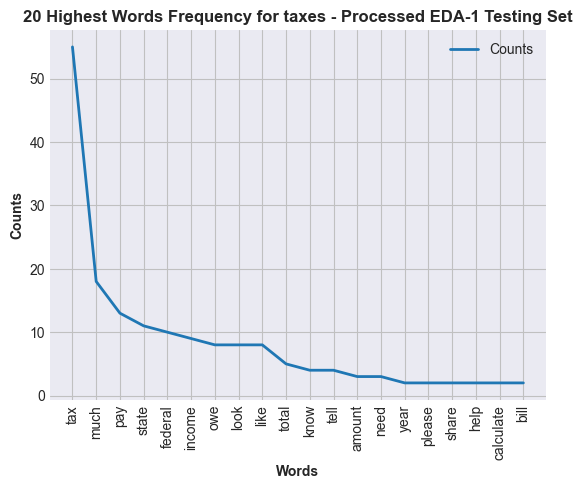 20 Highest Words Frequency for taxes - Processed EDA-1 Testing Set
Counts
50
40
30
20
10
0
Counts
tax
much
pay
state
federal
income
owe
look
like
total
know
tell
amount
need
year
please
share
help
calculate
bill
Words